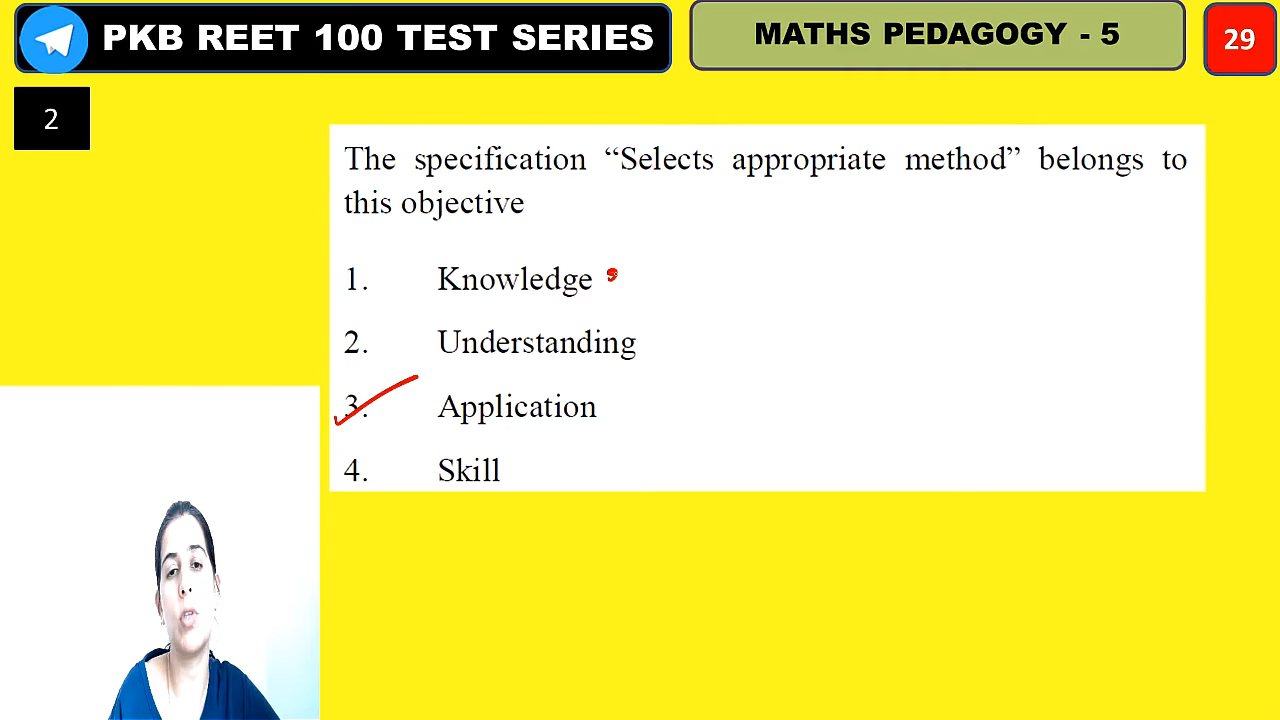 PKB REET 100 TEST SERIES
MATHS PEDAGOGY - 5
29
2
The specification “Selects appropriate method” belongs to
this objective
1. Knowledge
2. Understanding
3. Application
4. Skill